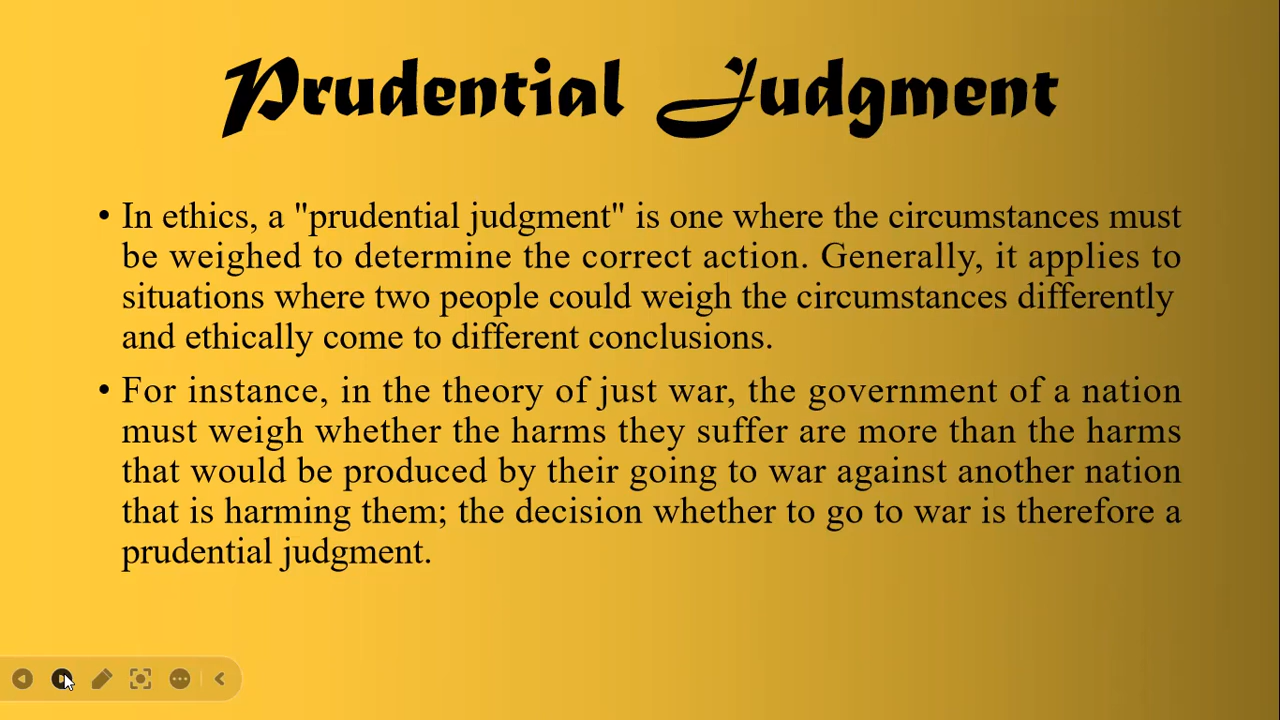 Prudential Judgment
• In ethics, a "prudential judgment" is one where the circumstances must
be weighed to determine the correct action. Generally, it applies to
situations where two people could weigh the circumstances differently
and ethically come to different conclusions.
• For instance, in the theory of just war, the government of a nation
must weigh whether the harms they suffer are more than the harms
that would be produced by their going to war against another nation
that is harming them; the decision whether to go to war is therefore a
prudential judgment.